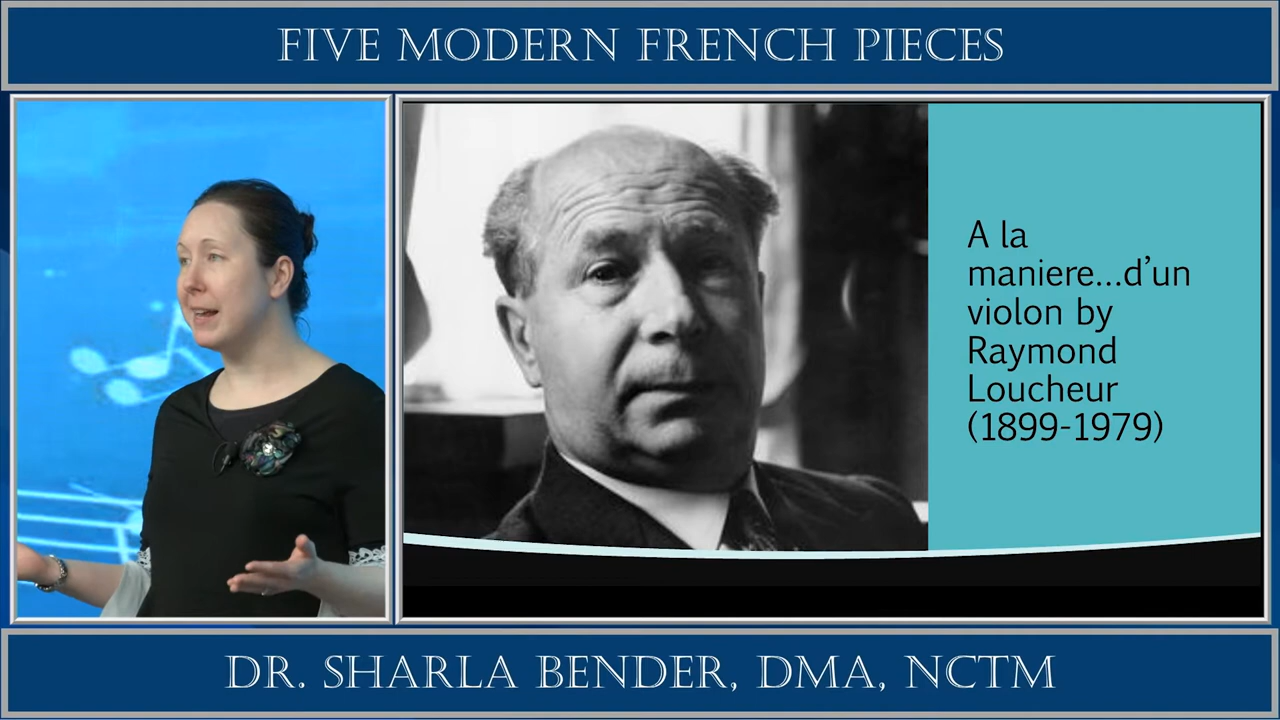 FIVE MODERN FRENCH PIECES
A la
maniere...d'un
violon by
Raymond
Loucheur
(1899-1979)
DR. SHARLA BENDER, DMA, NCTM